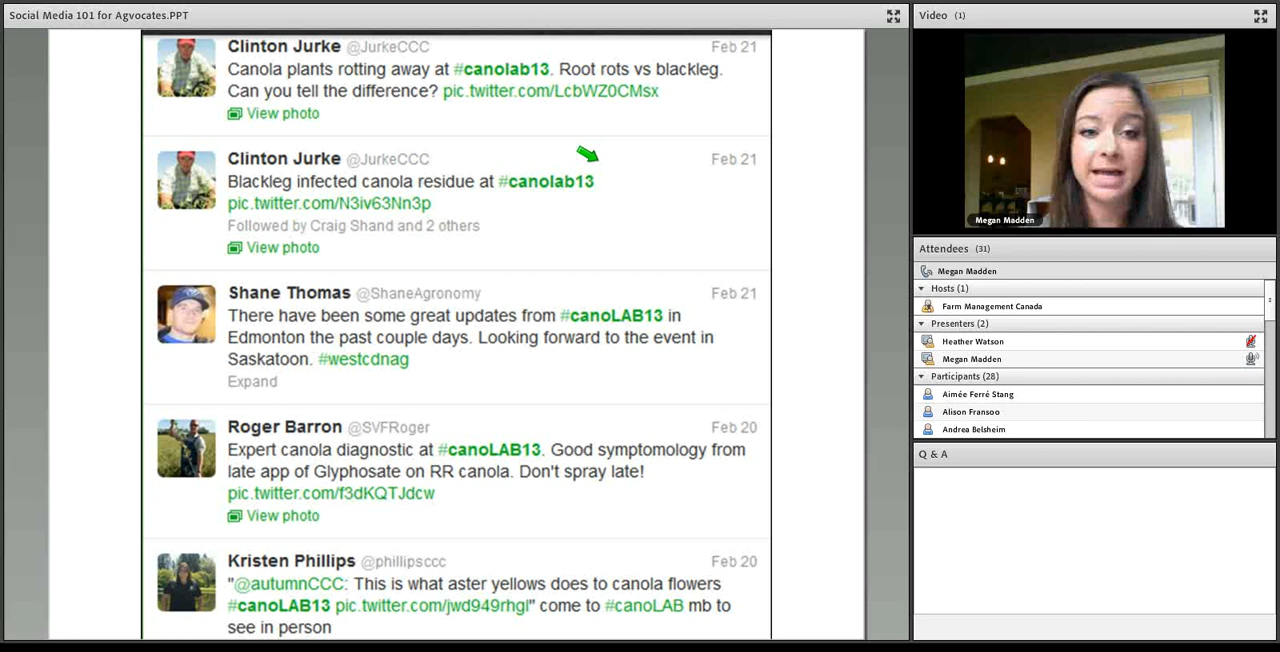 Social Media 101 for Agvocates.PPT
Clinton Jurke @JurkeCCC Feb 21
Canola plants rotting away at #canolab13. Root rots vs blackleg.
Can you tell the difference? pic.twitter.com/LcbWZ0CMsx
View photo
Clinton Jurke @JurkeCCC Feb 21
Blackleg infected canola residue at #canolab13
pic.twitter.com/N3iv63Nn3p
Followed by Craig Shand and 2 others
View photo
Shane Thomas @ShaneAgronomy Feb 21
There have been some great updates from #canoLAB13 in
Edmonton the past couple days. Looking forward to the event in
Saskatoon. #westcdnag
Expand
Roger Barron @SVFRoger Feb 20
Expert canola diagnostic at #canoLAB13. Good symptomology from
late app of Glyphosate on RR canola. Don't spray late!
pic.twitter.com/f3dKQTJdcw
View photo
Kristen Phillips @phillipsccc Feb 20
"@autumnCCC: This is what aster yellows does to canola flowers
#canoLAB13 pic.twitter.com/jwd949rhgl" come to #canoLAB mb to
see in person
Video (1)
Megan Madden
Attendees (31)
Megan Madden
Hosts (1)
Farm Management Canada
Presenters (2)
Heather Watson
Megan Madden
Participants (28)
Aimée Ferré Stang
Alison Fransoo
Andrea Belsheim
Q & A